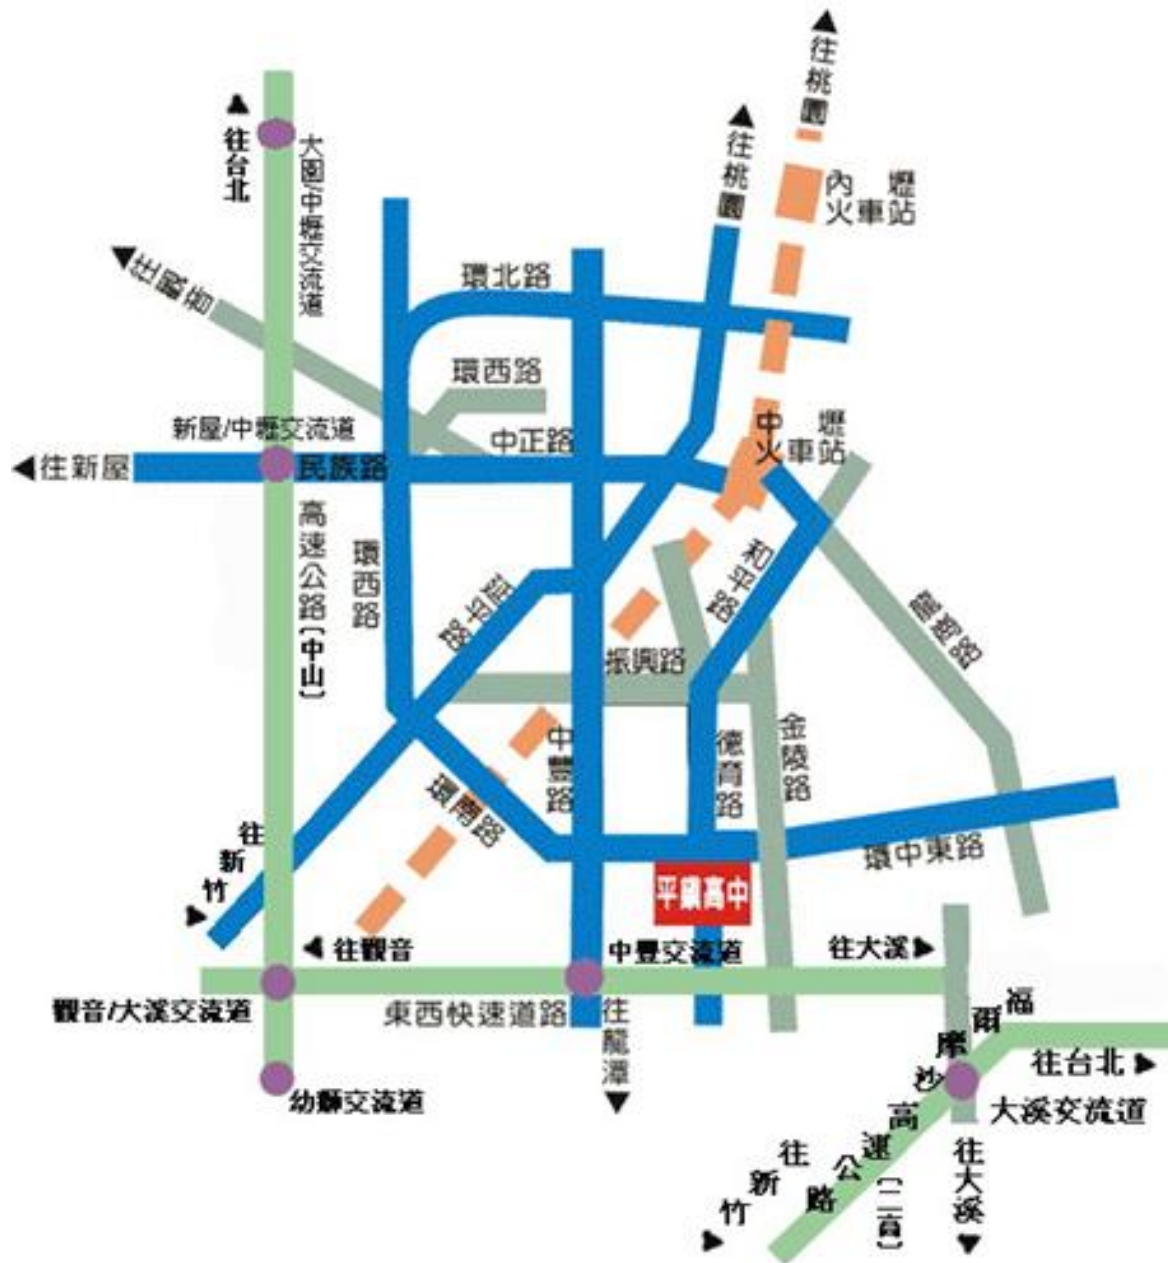 往桃園
往桃園
往台北
大園/中壢交流道
內壢
火車站
往觀音
環北路
環西路
新屋/中壢交流道
中正路
中壢
火車站
往新屋
民族路
高速公路(中山)
環西路
延平路
和平路
龍岡路
振興路
中豐路
德育路
金陵路
環南路
往新竹
環中東路
平鎮高中
往觀音
中豐交流道
往大溪
觀音/大溪交流道
東西快速道路
往龍潭
福爾摩沙高速公路(二高)
往台北
幼獅交流道
大溪交流道
往新竹
往大溪